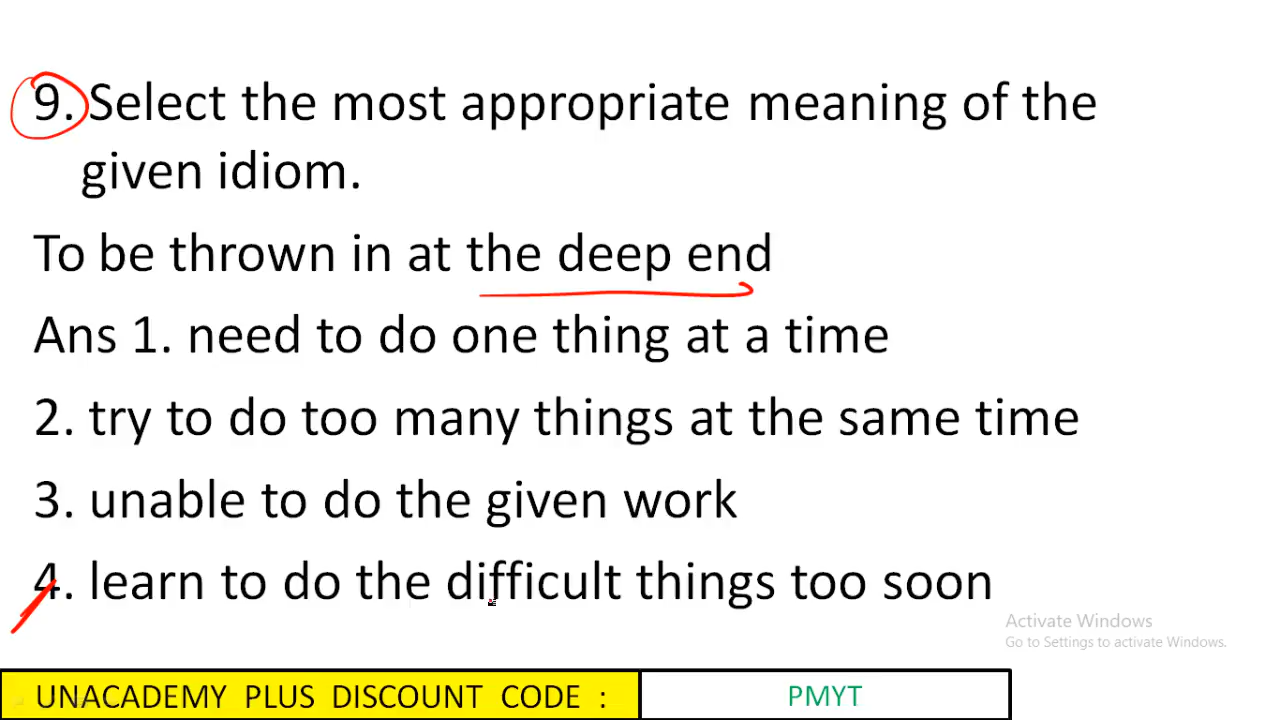 9. Select the most appropriate meaning of the
given idiom.
To be thrown in at the deep end
Ans 1. need to do one thing at a time
2. try to do too many things at the same time
3. unable to do the given work
4. learn to do the difficult things too soon
Activate Windows
Go to Settings to activate Windows.
UNACADEMY PLUS DISCOUNT CODE : PMYT